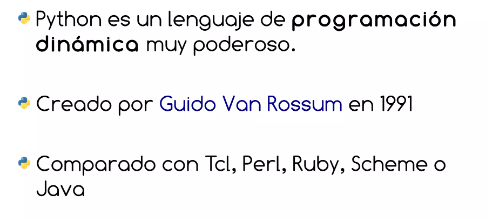 Python es un lenguaje de programación
dinámica muy poderoso.
Creado por Guido Van Rossum en 1991
Comparado con Tcl, Perl, Ruby, Scheme o
Java